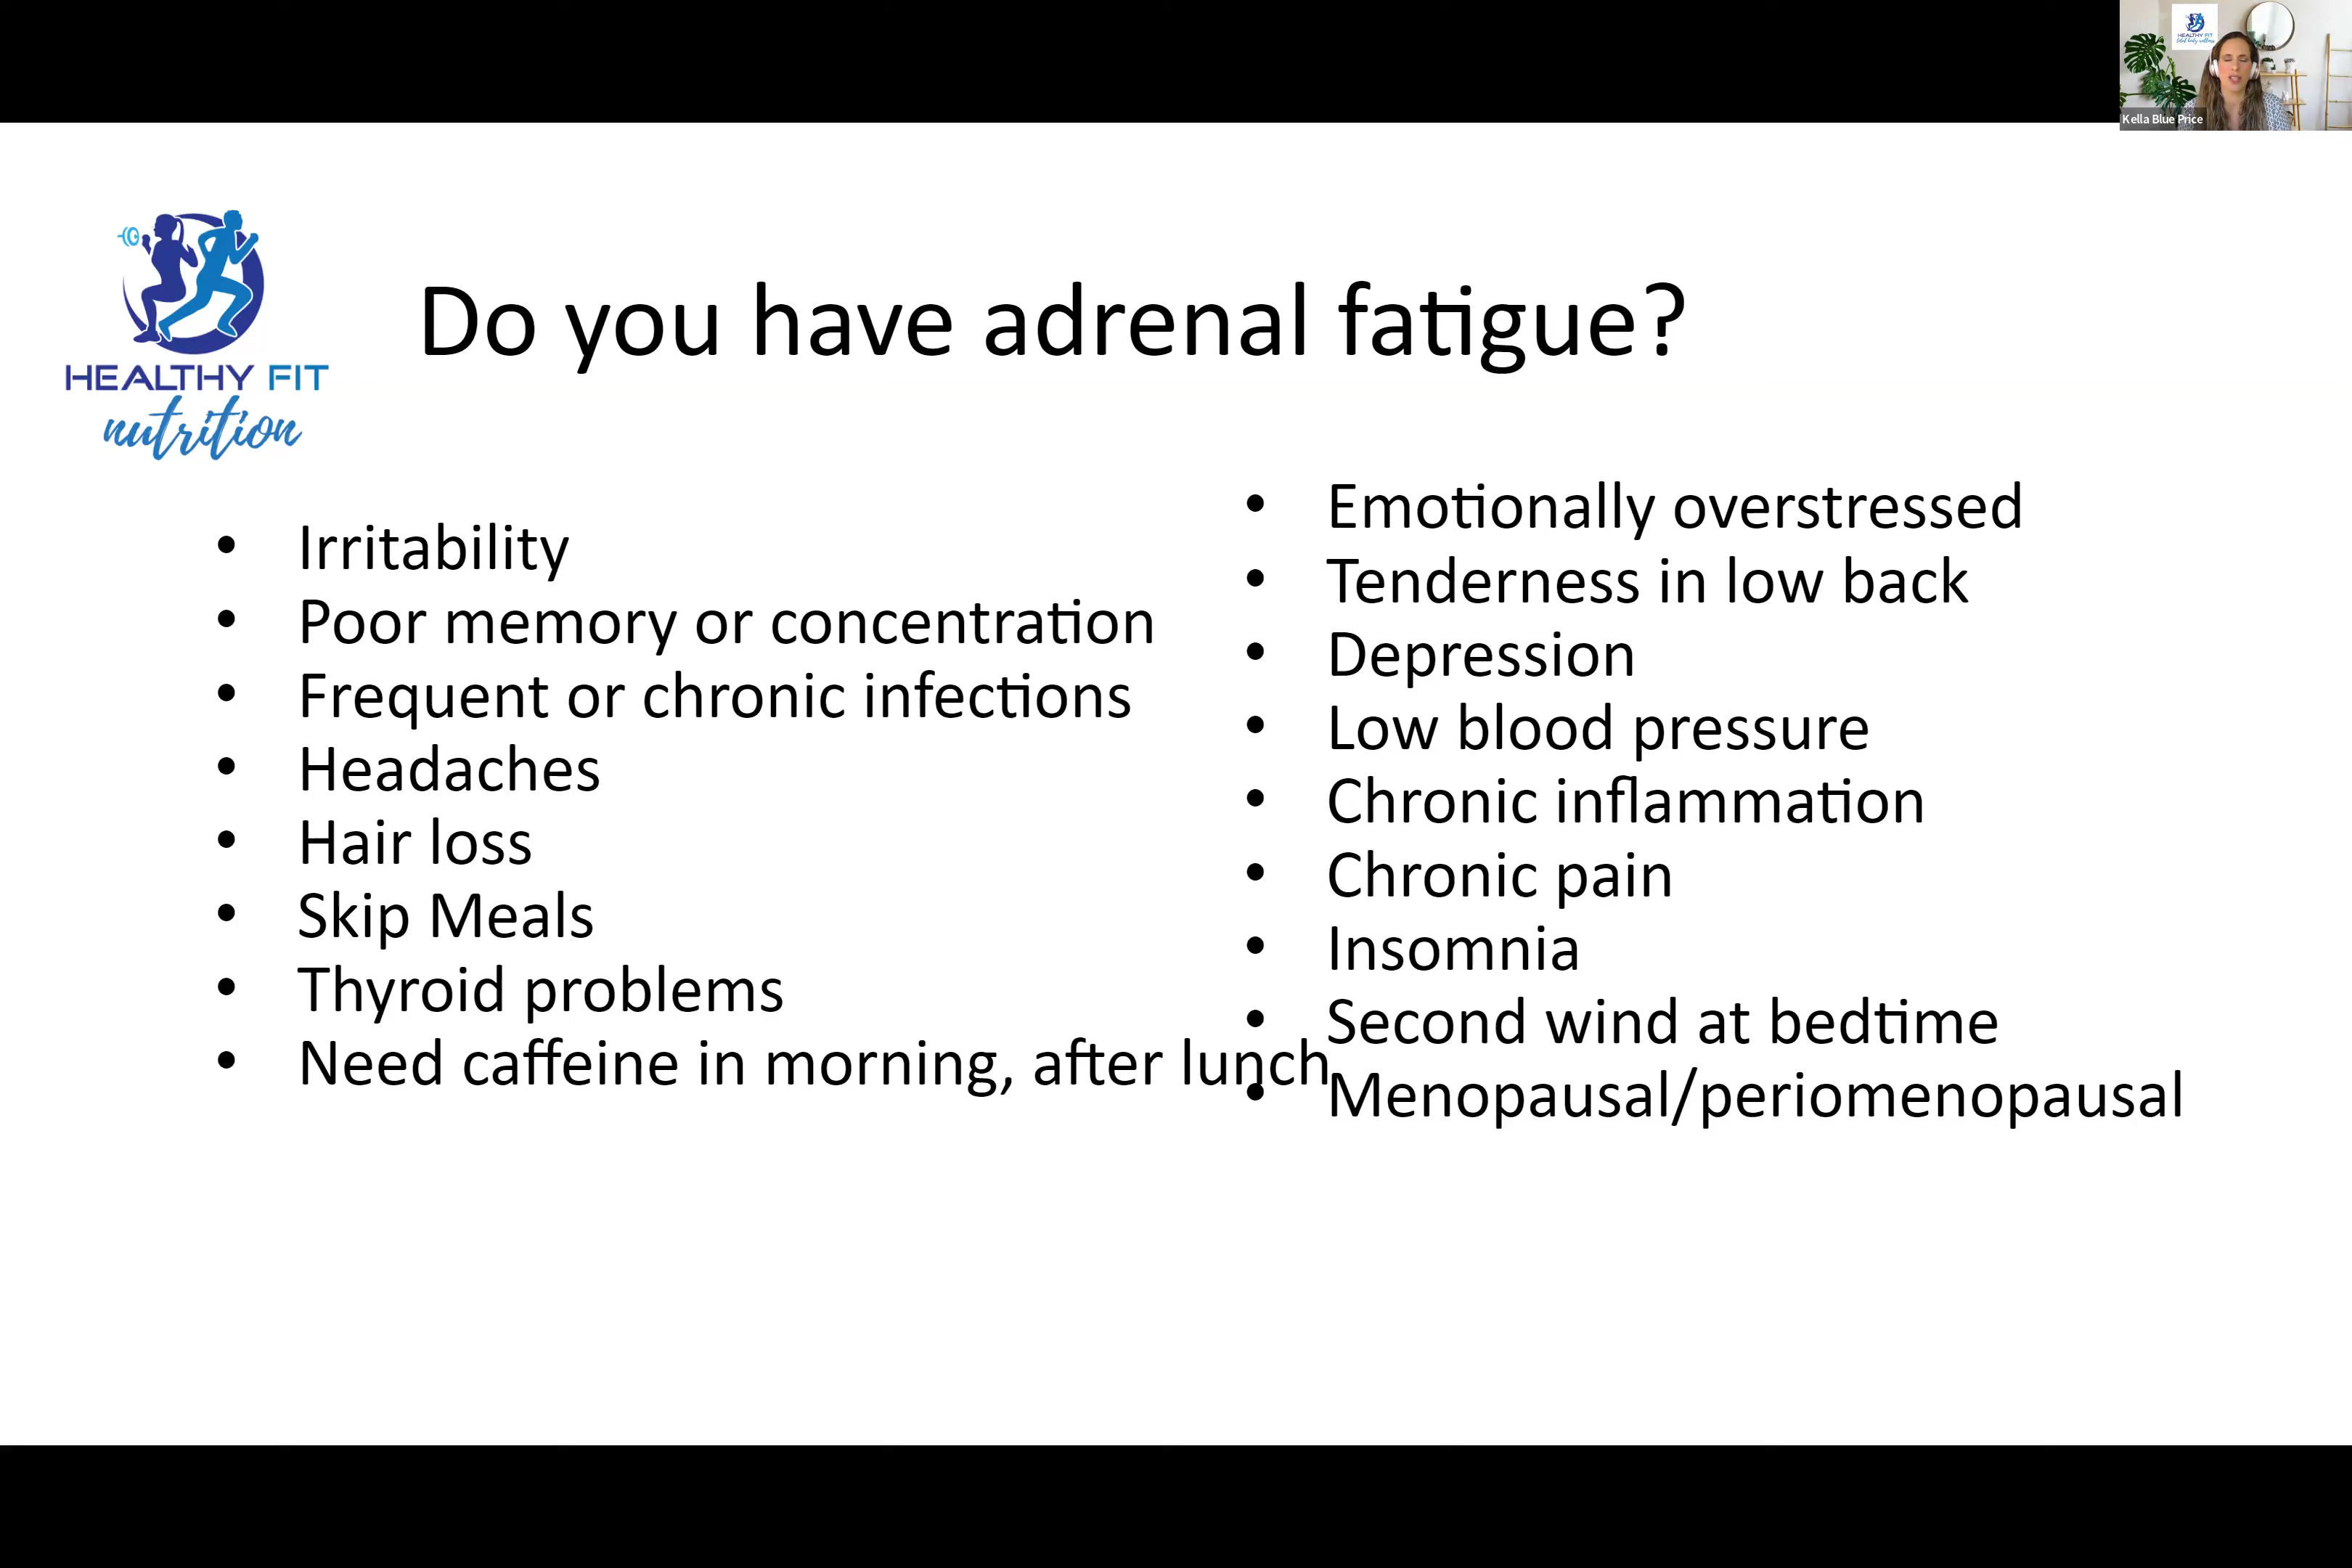 HEALTHY FIT
Kella Blue Price
HEALTHY FIT
nutrition
Do you have adrenal fatigue?
• Irritability
• Poor memory or concentration
• Frequent or chronic infections
• Headaches
• Hair loss
• Skip Meals
• Thyroid problems
• Need caffeine in morning, after lunch
• Emotionally overstressed
• Tenderness in low back
• Depression
• Low blood pressure
• Chronic inflammation
• Chronic pain
• Insomnia
• Second wind at bedtime
• Menopausal/periomenopausal